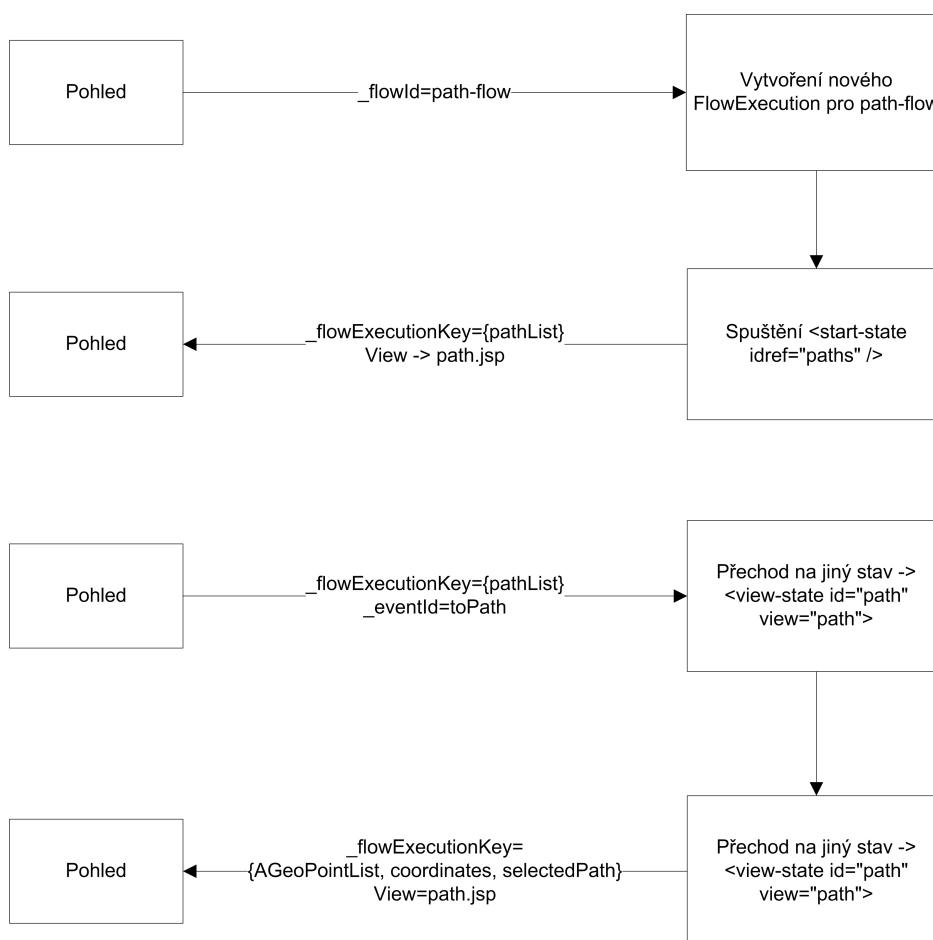 Pohled
_flowId=path-flow
Vytvoření nového
FlowExecution pro path-flow
Pohled
_flowExecutionKey={pathList}
View -> path.jsp
Spuštění <start-state
idref="paths" />
Pohled
_flowExecutionKey={pathList}
_eventId=toPath
Přechod na jiný stav ->
<view-state id="path"
view="path">
Pohled
_flowExecutionKey=
{AGeoPointList, coordinates, selectedPath}
View=path.jsp
Přechod na jiný stav ->
<view-state id="path"
view="path">